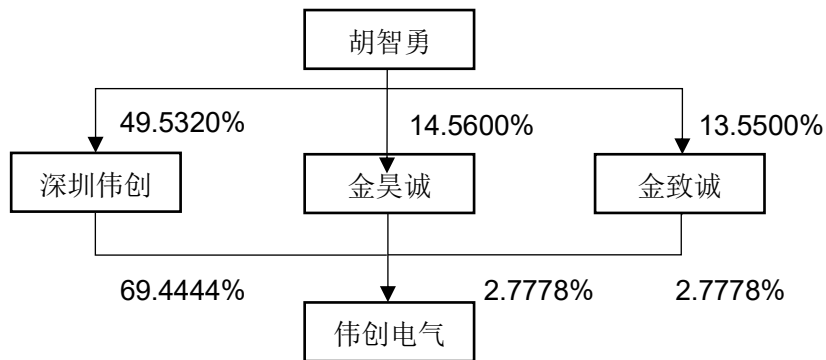 胡智勇
49.5320%
14.5600%
13.5500%
深圳伟创
金昊诚
金致诚
69.4444%
2.7778%
2.7778%
伟创电气